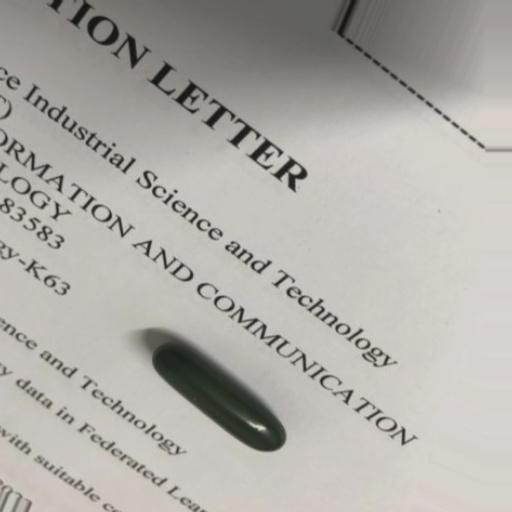 TION LETTER
ce Industrial Science and Technology
ORMATION AND COMMUNICATION
LOGY
83583
gy-K63
ence and Technology
y data in Federated Lear
with suitable